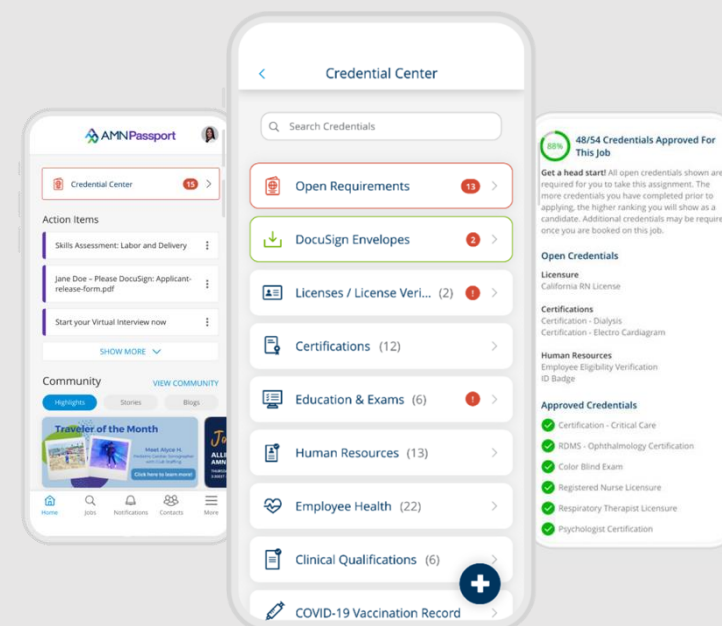 AMNPassport
Credential Center
15
Action Items
Skills Assessment: Labor and Delivery
Jane Doe – Please DocuSign: Applicant-
release-form.pdf
Start your Virtual Interview now
SHOW MORE
Community
VIEW COMMUNITY
Highlights
Stories
Blogs
Traveler of the Month
Meet Alyce H.
Click here to learn more!
Home
Jobs
Notifications
Contacts
More
Credential Center
Search Credentials
Open Requirements
13
DocuSign Envelopes
2
Licenses / License Veri... (2)
!
Certifications (12)
Education & Exams (6)
!
Human Resources (13)
Employee Health (22)
Clinical Qualifications (6)
COVID-19 Vaccination Record
88%
48/54 Credentials Approved For
This Job
Get a head start! All open credentials shown are
required for you to take this assignment. The
more credentials you have completed prior to
applying, the higher ranking you will show as a
candidate. Additional credentials may be require
once you are booked on this job.
Open Credentials
Licensure
California RN License
Certifications
Certification - Dialysis
Certification - Electro Cardiagram
Human Resources
Employee Eligibility Verification
ID Badge
Approved Credentials
Certification - Critical Care
RDMS - Ophthalmology Certification
Color Blind Exam
Registered Nurse Licensure
Respiratory Therapist Licensure
Psychologist Certification